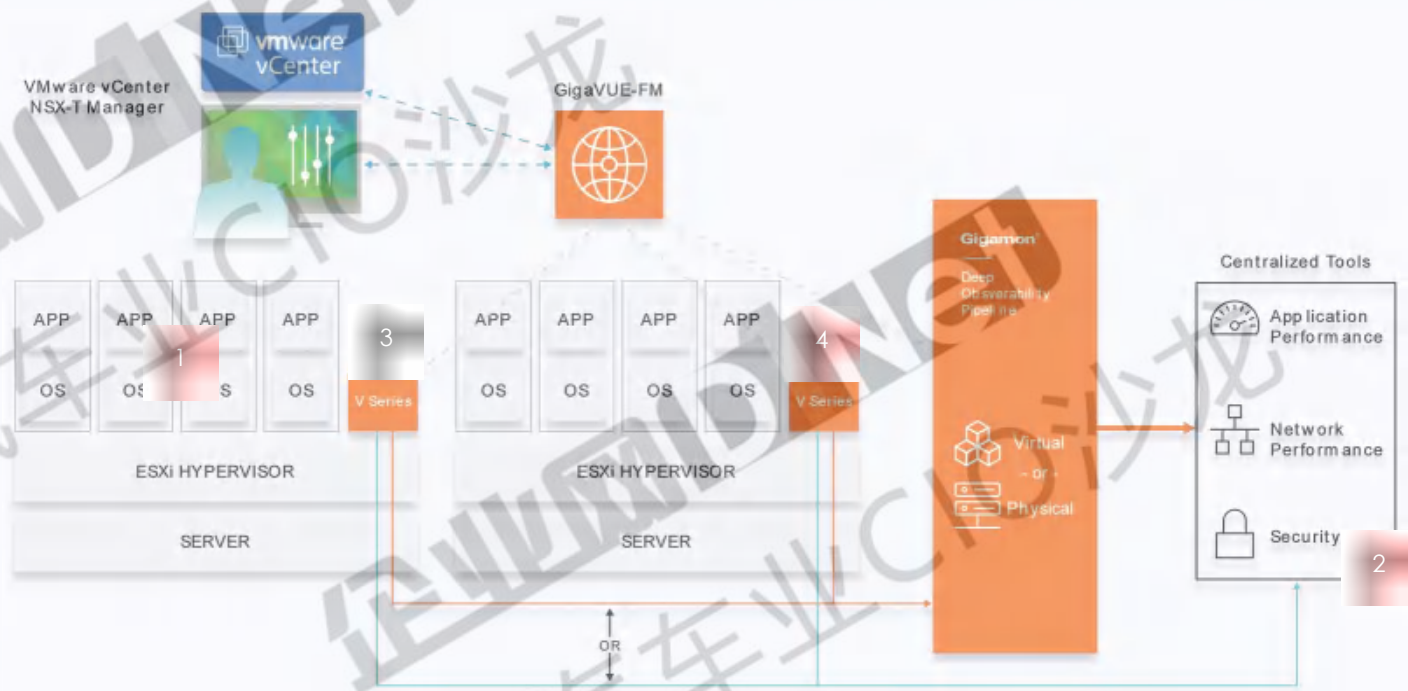 vmware
vCenter
VMware vCenter
NSX-T Manager
GigaVUE-FM
APP
APP
APP
APP
OS
OS
OS
OS
1
3
V Series
ESXi HYPERVISOR
SERVER
APP
APP
APP
APP
OS
OS
OS
OS
4
V Series
ESXi HYPERVISOR
SERVER
OR
Gigamon
Deep
Observability
Pipeline
Virtual
- or -
Physical
Centralized Tools
Application
Performance
Network
Performance
Security
2
企业网D1Net
汽车业CIO沙龙